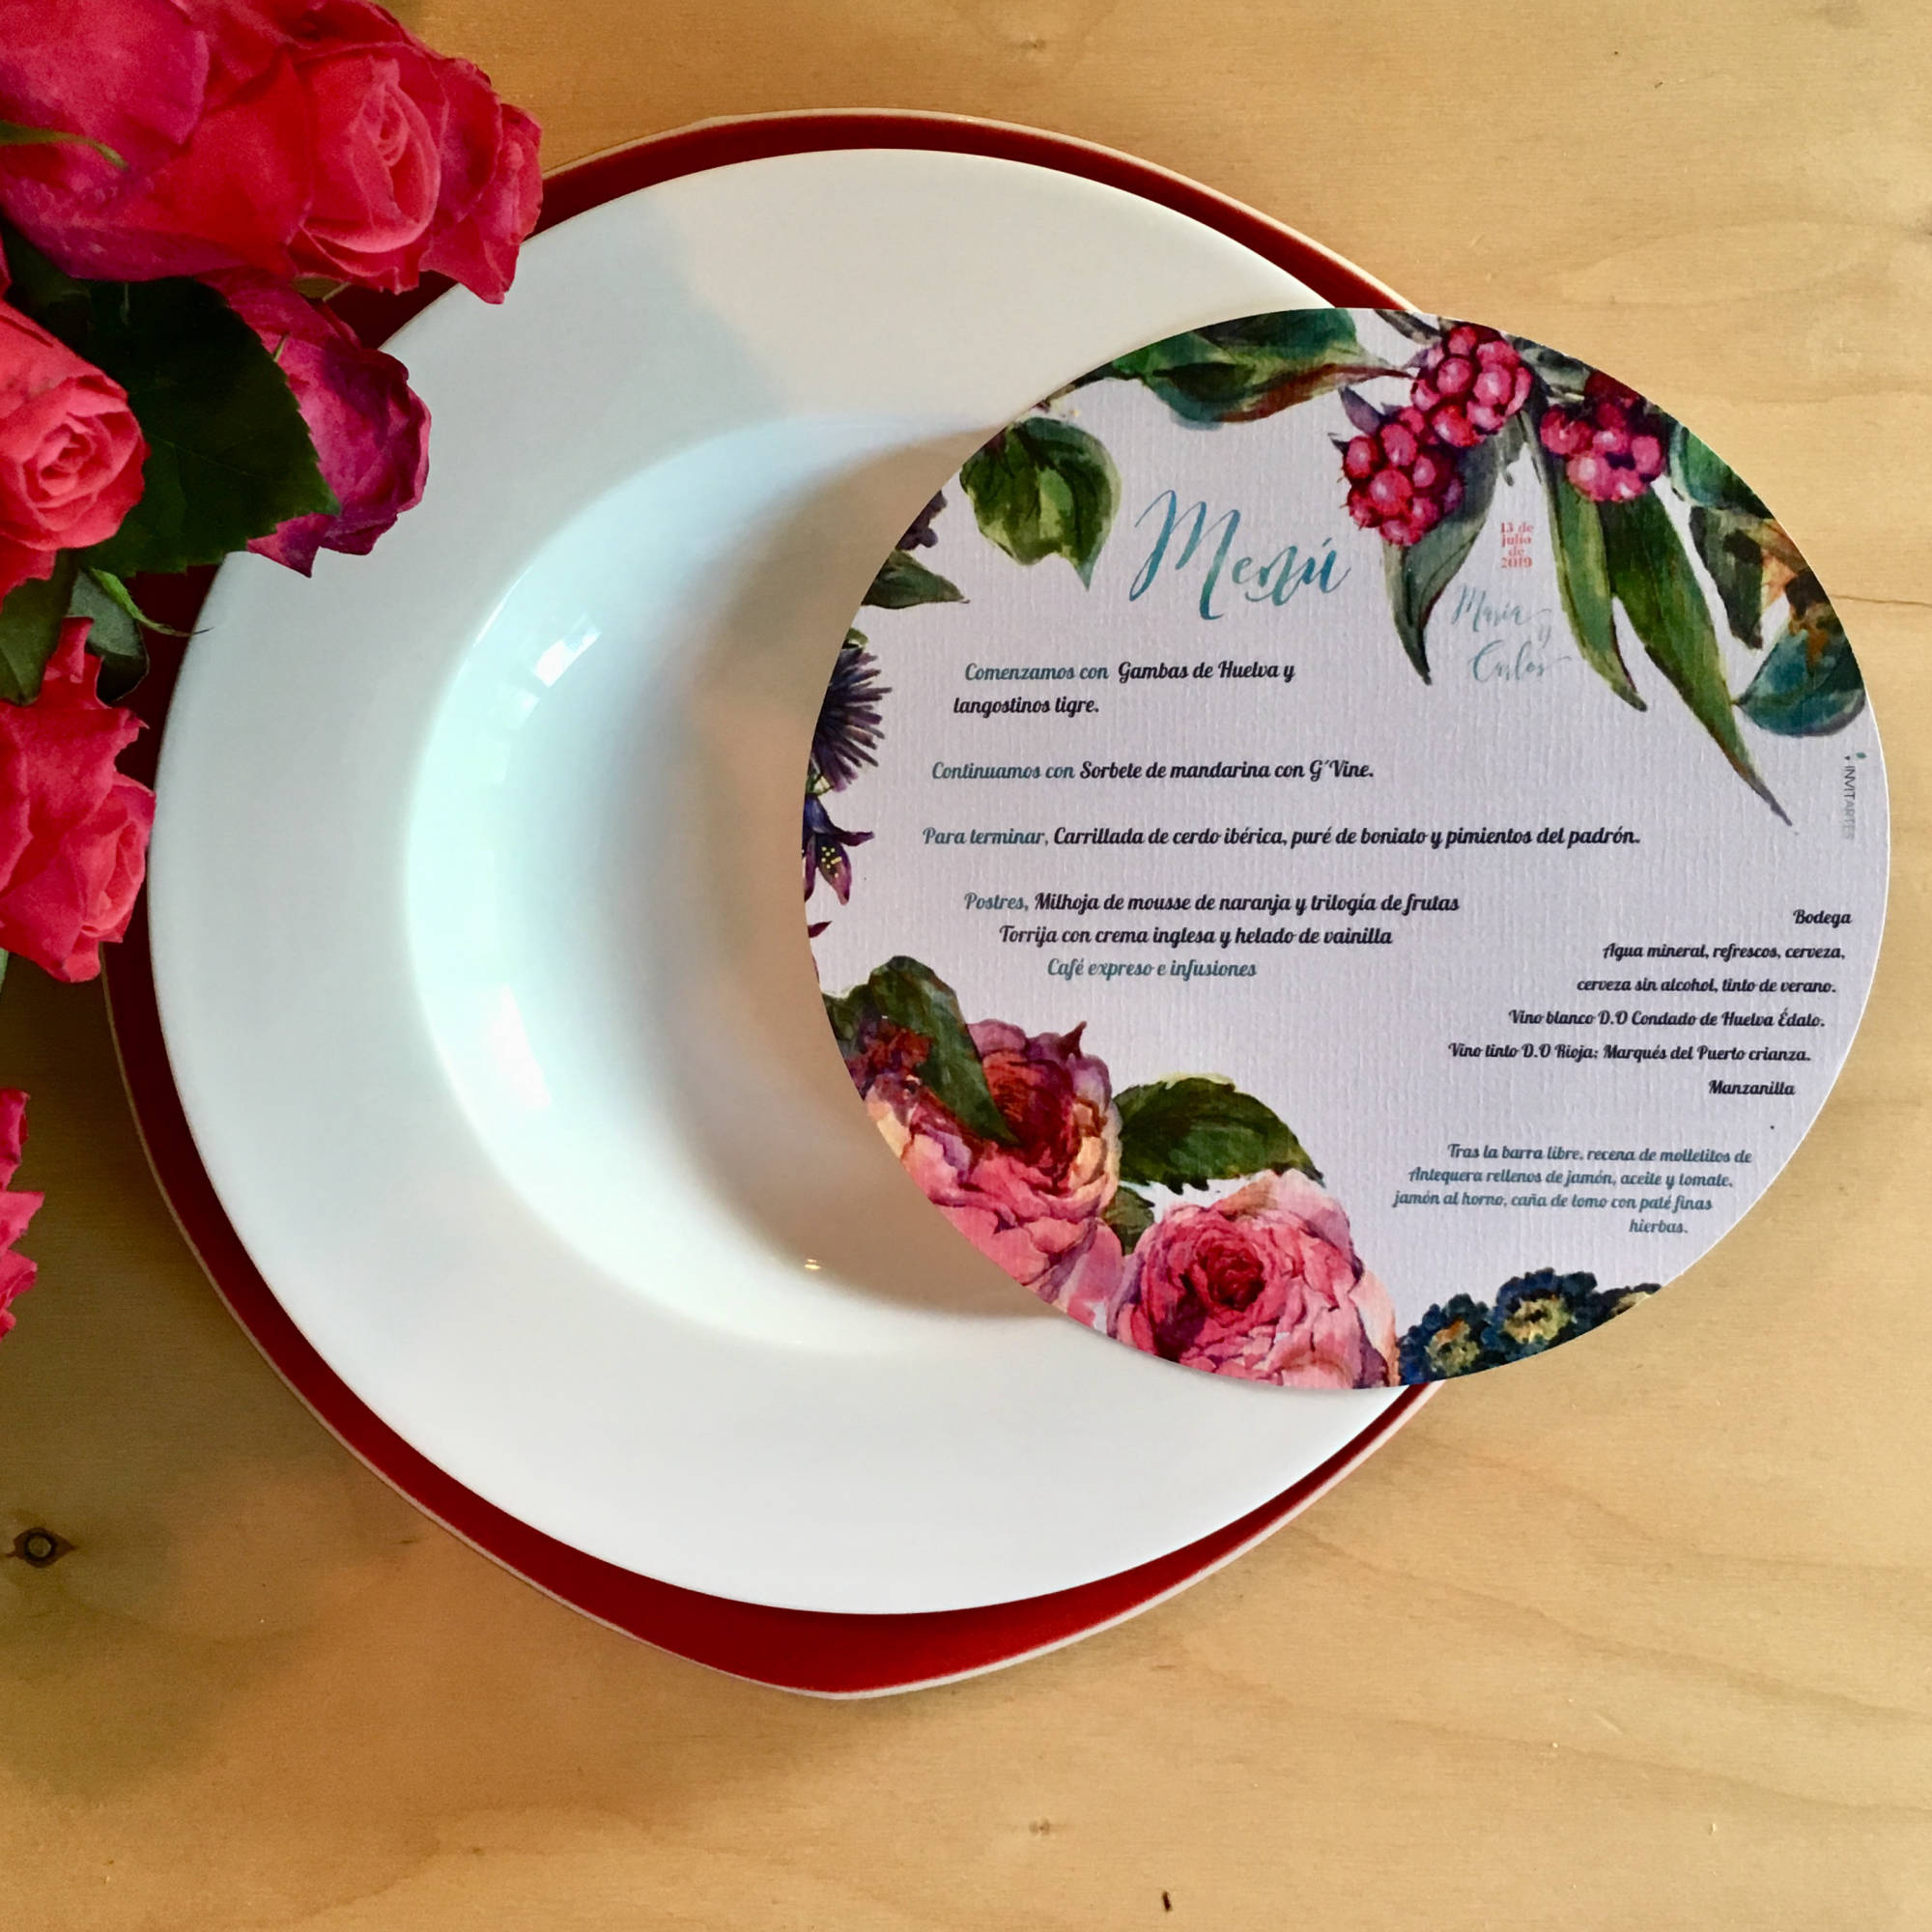 Menú
13 de
julio
de
2019
María
y
Carlos
Comenzamos con Gambas de Huelva y
langostinos tigre.
Continuamos con Sorbete de mandarina con G´Vine.
Para terminar, Carrillada de cerdo ibérica, puré de boniato y pimientos del padrón.
Postres, Milhoja de mousse de naranja y trilogía de frutas
Torrija con crema inglesa y helado de vainilla
Café expreso e infusiones
Bodega
Agua mineral, refrescos, cerveza,
cerveza sin alcohol, tinto de verano.
Vino blanco D.O Condado de Huelva Édalo.
Vino tinto D.O Rioja; Marqués del Puerto crianza.
Manzanilla
Tras la barra libre, recena de molletitos de
Antequera rellenos de jamón, aceite y tomate,
jamón al horno, caña de lomo con paté finas
hierbas.
INVITARTES